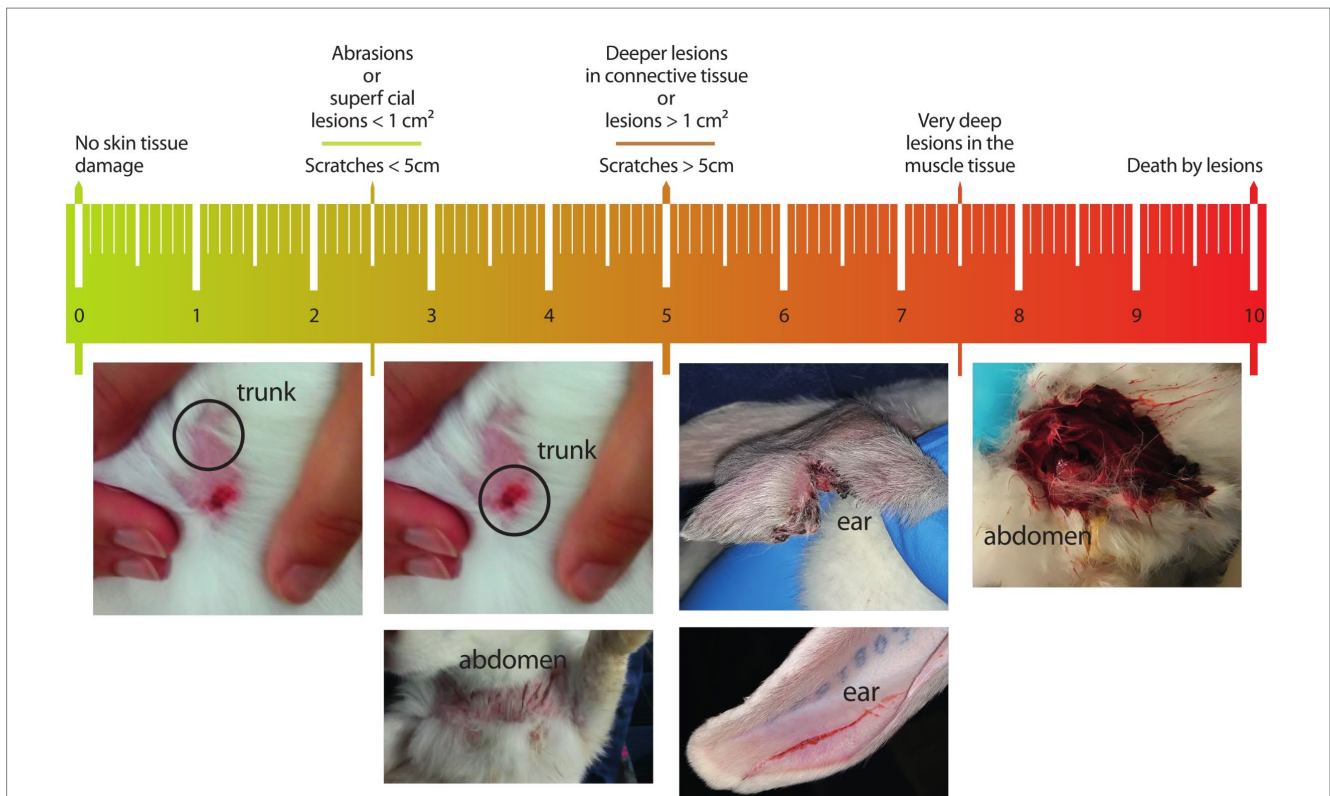 Abrasions
or
superf cial
lesions < 1 cm²
Scratches < 5cm
Deeper lesions
in connective tissue
or
lesions > 1 cm²
Scratches > 5cm
No skin tissue
damage
Very deep
lesions in the
muscle tissue
Death by lesions
0 1 2 3 4 5 6 7 8 9 10
trunk
trunk
ear
abdomen
abdomen
ear